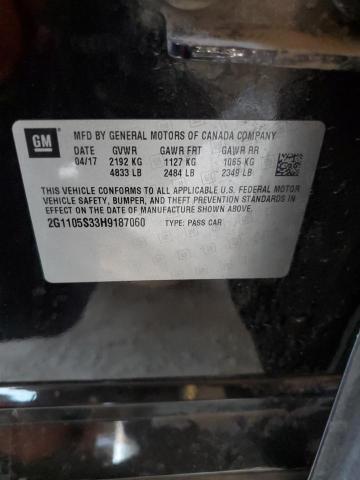 GM
MFD BY GENERAL MOTORS OF CANADA COMPANY
DATE GVWR GAWR FRT GAWR RR
04/17 2192 KG 1127 KG 1065 KG
4833 LB 2484 LB 2349 LB
THIS VEHICLE CONFORMS TO ALL APPLICABLE U.S. FEDERAL MOTOR
VEHICLE SAFETY, BUMPER, AND THEFT PREVENTION STANDARDS
IN EFFECT ON THE DATE OF MANUFACTURE SHOWN ABOVE.
2G1105S33H9187060 TYPE: PASS CAR